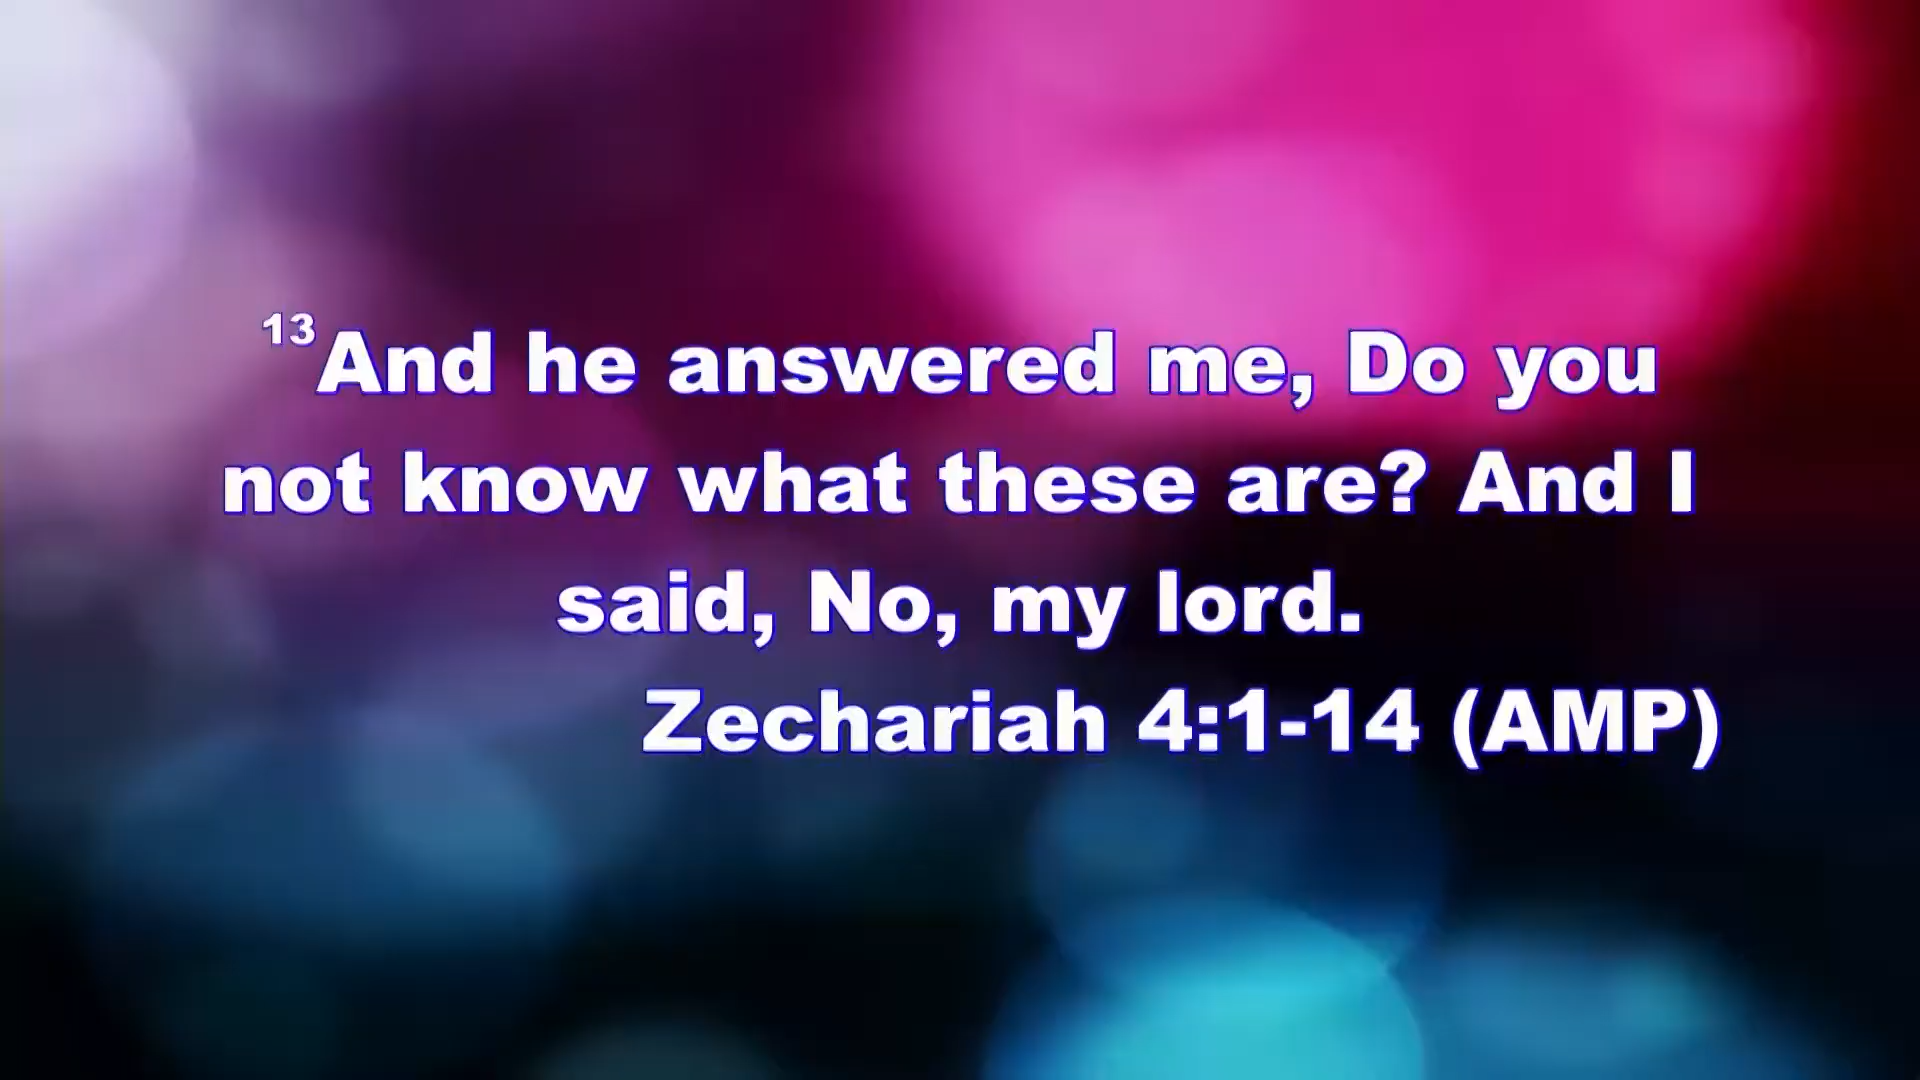 ¹³And he answered me, Do you
not know what these are? And I
said, No, my lord.
Zechariah 4:1-14 (AMP)